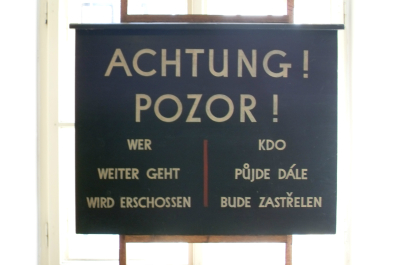 ACHTUNG!
POZOR!
WER
WEITER GEHT
WIRD ERSCHOSSEN
KDO
PŮJDE DÁLE
BUDE ZASTŘELEN